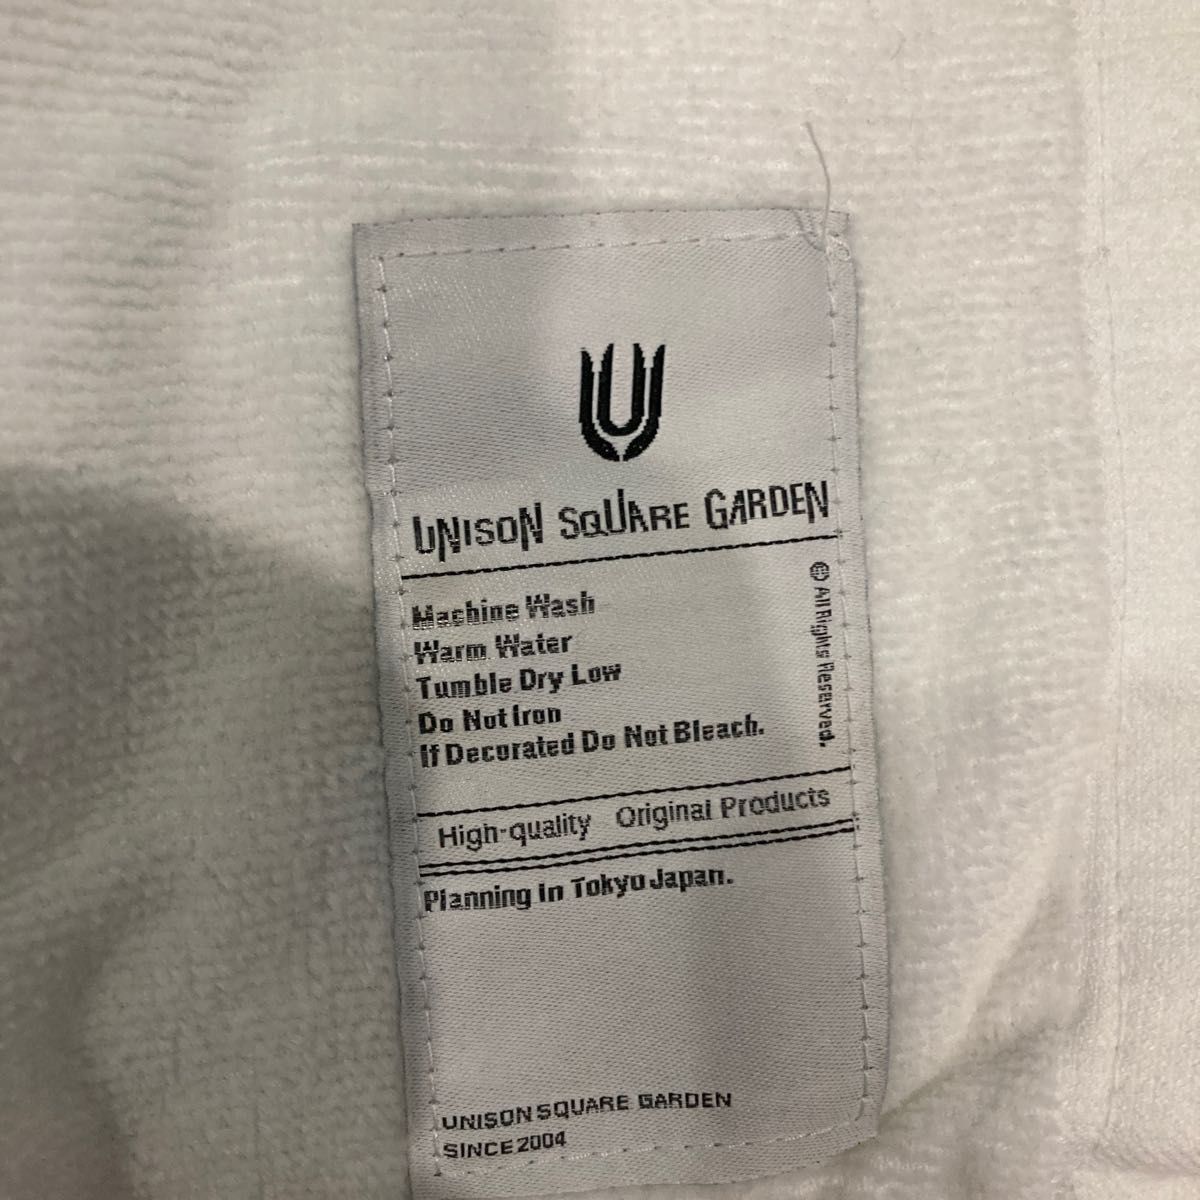 UNISON SQUARE GARDEN
Machine Wash
Warm Water
Tumble Dry Low
Do Not Iron
If Decorated Do Not Bleach.
© All Rights Reserved.
High-quality Original Products
Planning In Tokyo Japan.
UNISON SQUARE GARDEN
SINCE 2004